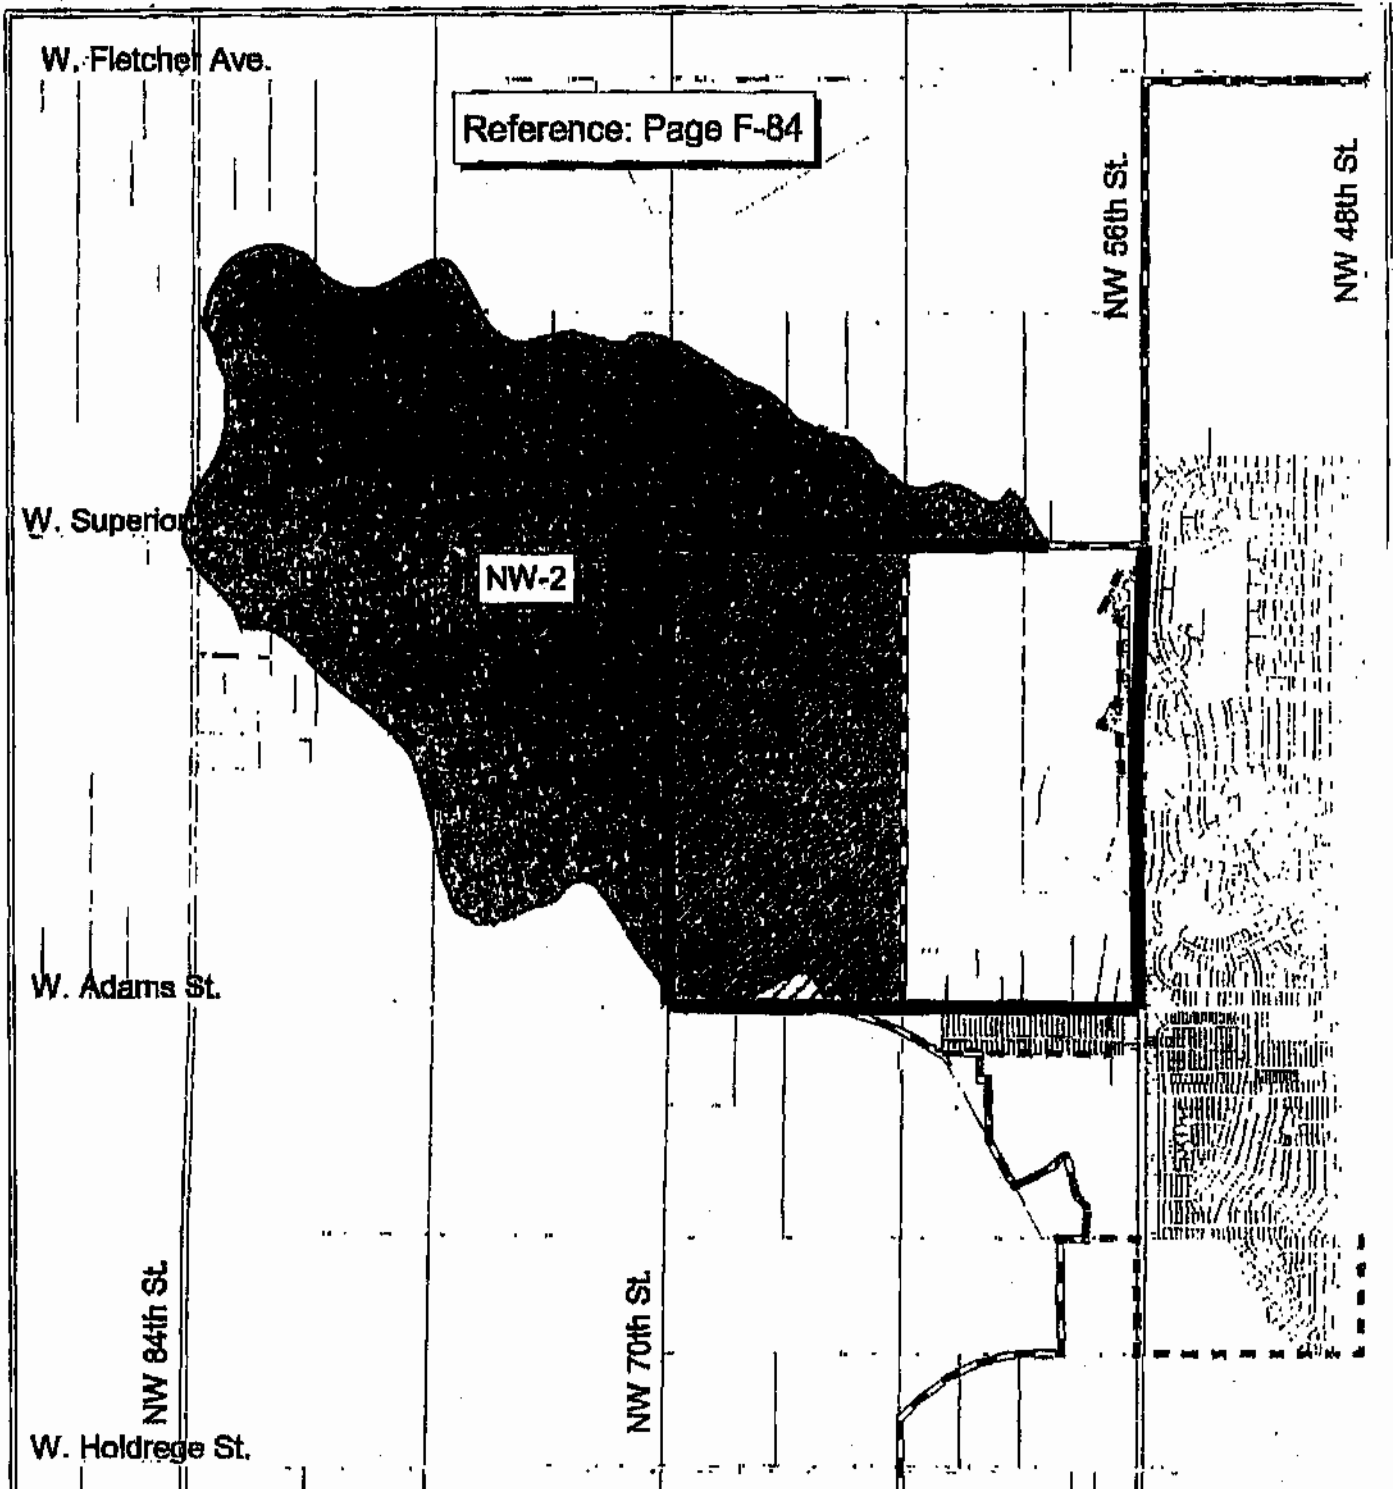 W. Fletcher Ave.
Reference: Page F-84
NW 56th St.
NW 48th St.
W. Superior
NW-2
W. Adams St.
NW 84th St.
NW 70th St.
W. Holdrege St.